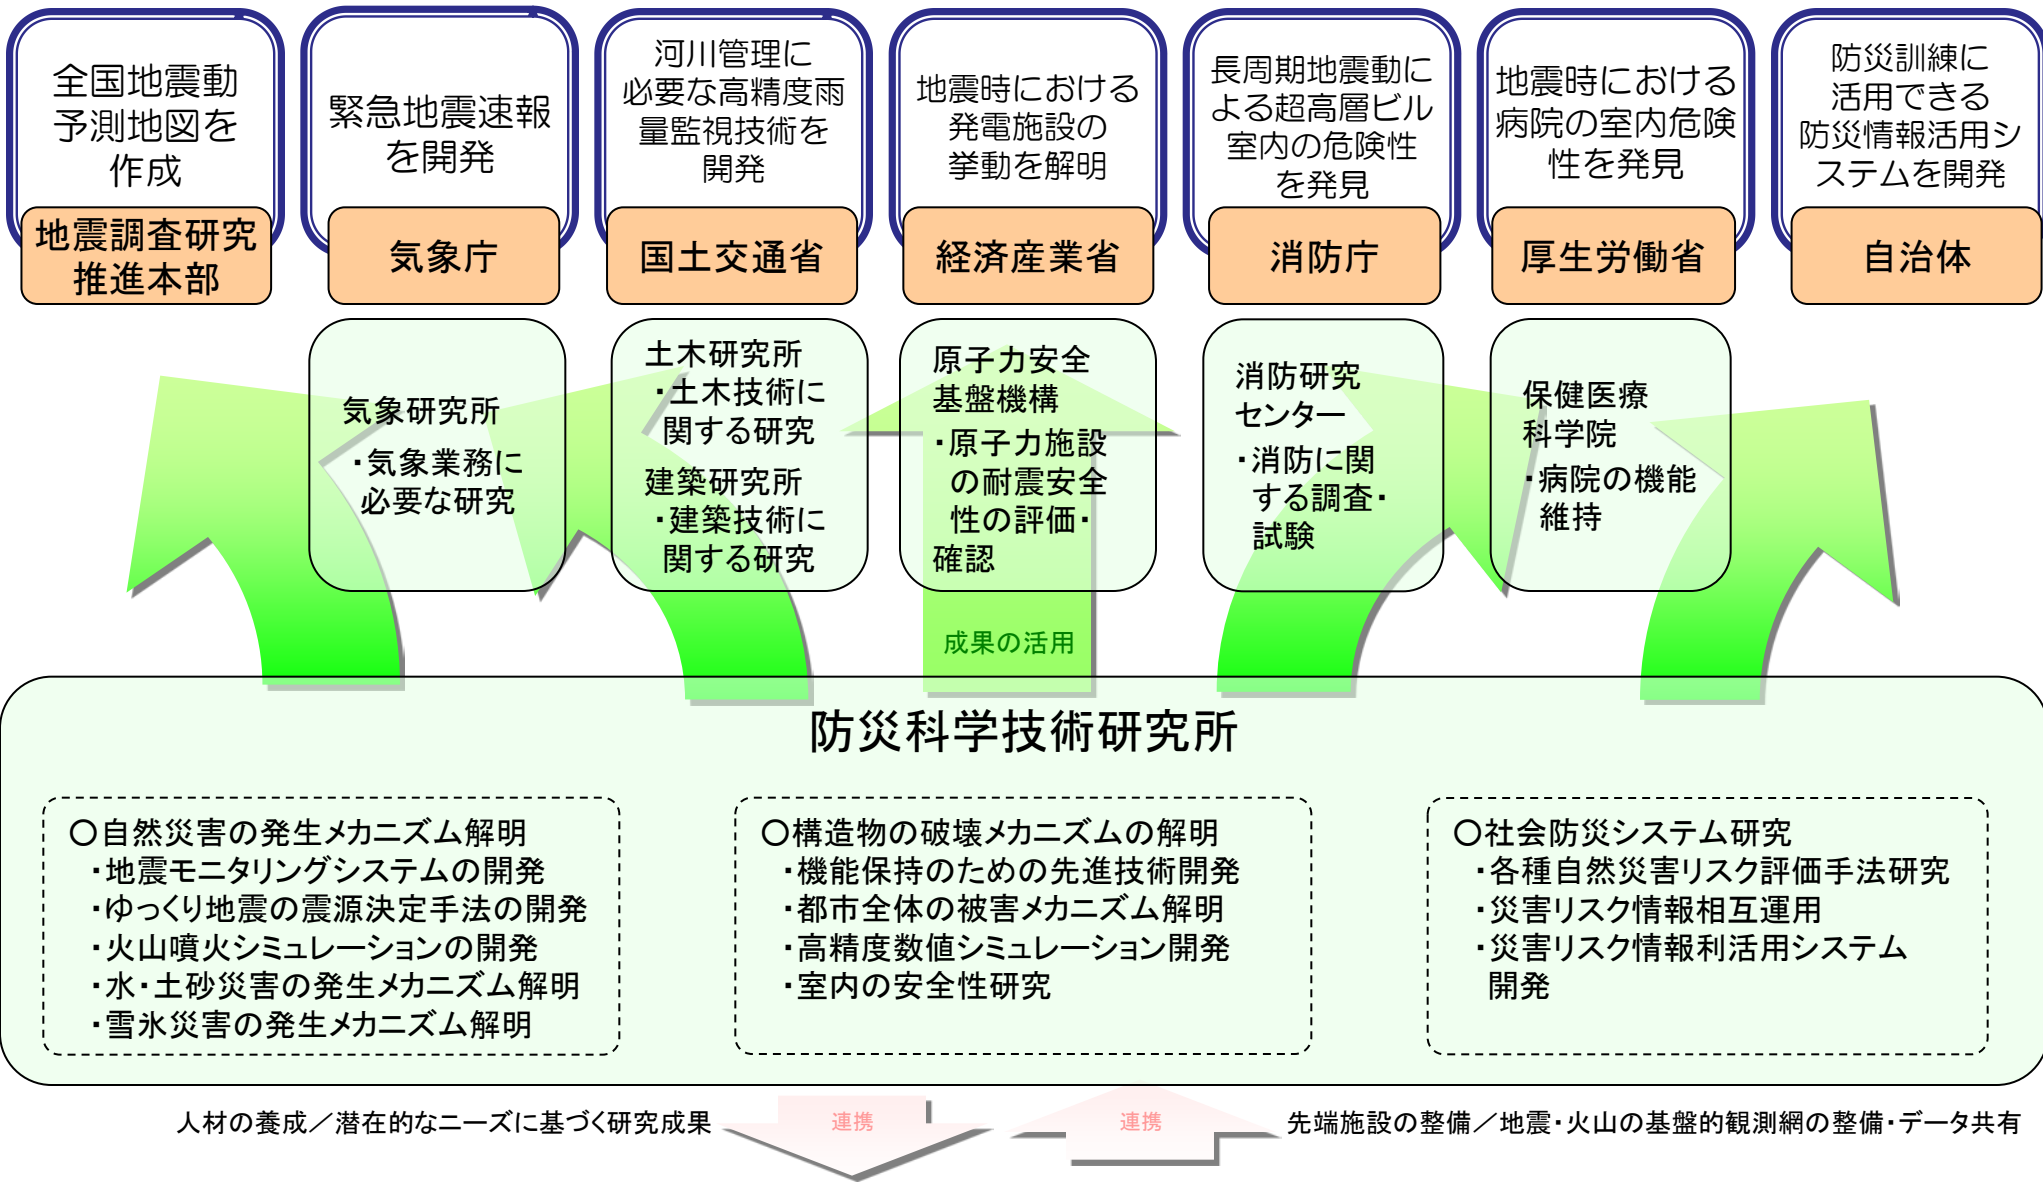 全国地震動
予測地図を
作成
地震調査研究
推進本部
緊急地震速報
を開発
気象庁
河川管理に
必要な高精度雨
量監視技術を
開発
国土交通省
地震時における
発電施設の
挙動を解明
経済産業省
長周期地震動に
よる超高層ビル
室内の危険性
を発見
消防庁
地震時における
病院の室内危険
性を発見
厚生労働省
防災訓練に
活用できる
防災情報活用シ
ステムを開発
自治体
気象研究所
・気象業務に
必要な研究
土木研究所
・土木技術に
関する研究
建築研究所
・建築技術に
関する研究
原子力安全
基盤機構
・原子力施設
の耐震安全
性の評価・
確認
消防研究
センター
・消防に関
する調査・
試験
保健医療
科学院
・病院の機能
維持
成果の活用
防災科学技術研究所
○自然災害の発生メカニズム解明
・地震モニタリングシステムの開発
・ゆっくり地震の震源決定手法の開発
・火山噴火シミュレーションの開発
・水・土砂災害の発生メカニズム解明
・雪氷災害の発生メカニズム解明
○構造物の破壊メカニズムの解明
・機能保持のための先進技術開発
・都市全体の被害メカニズム解明
・高精度数値シミュレーション開発
・室内の安全性研究
○社会防災システム研究
・各種自然災害リスク評価手法研究
・災害リスク情報相互運用
・災害リスク情報利活用システム
開発
人材の養成／潜在的なニーズに基づく研究成果
連携
連携
先端施設の整備／地震・火山の基盤的観測網の整備・データ共有